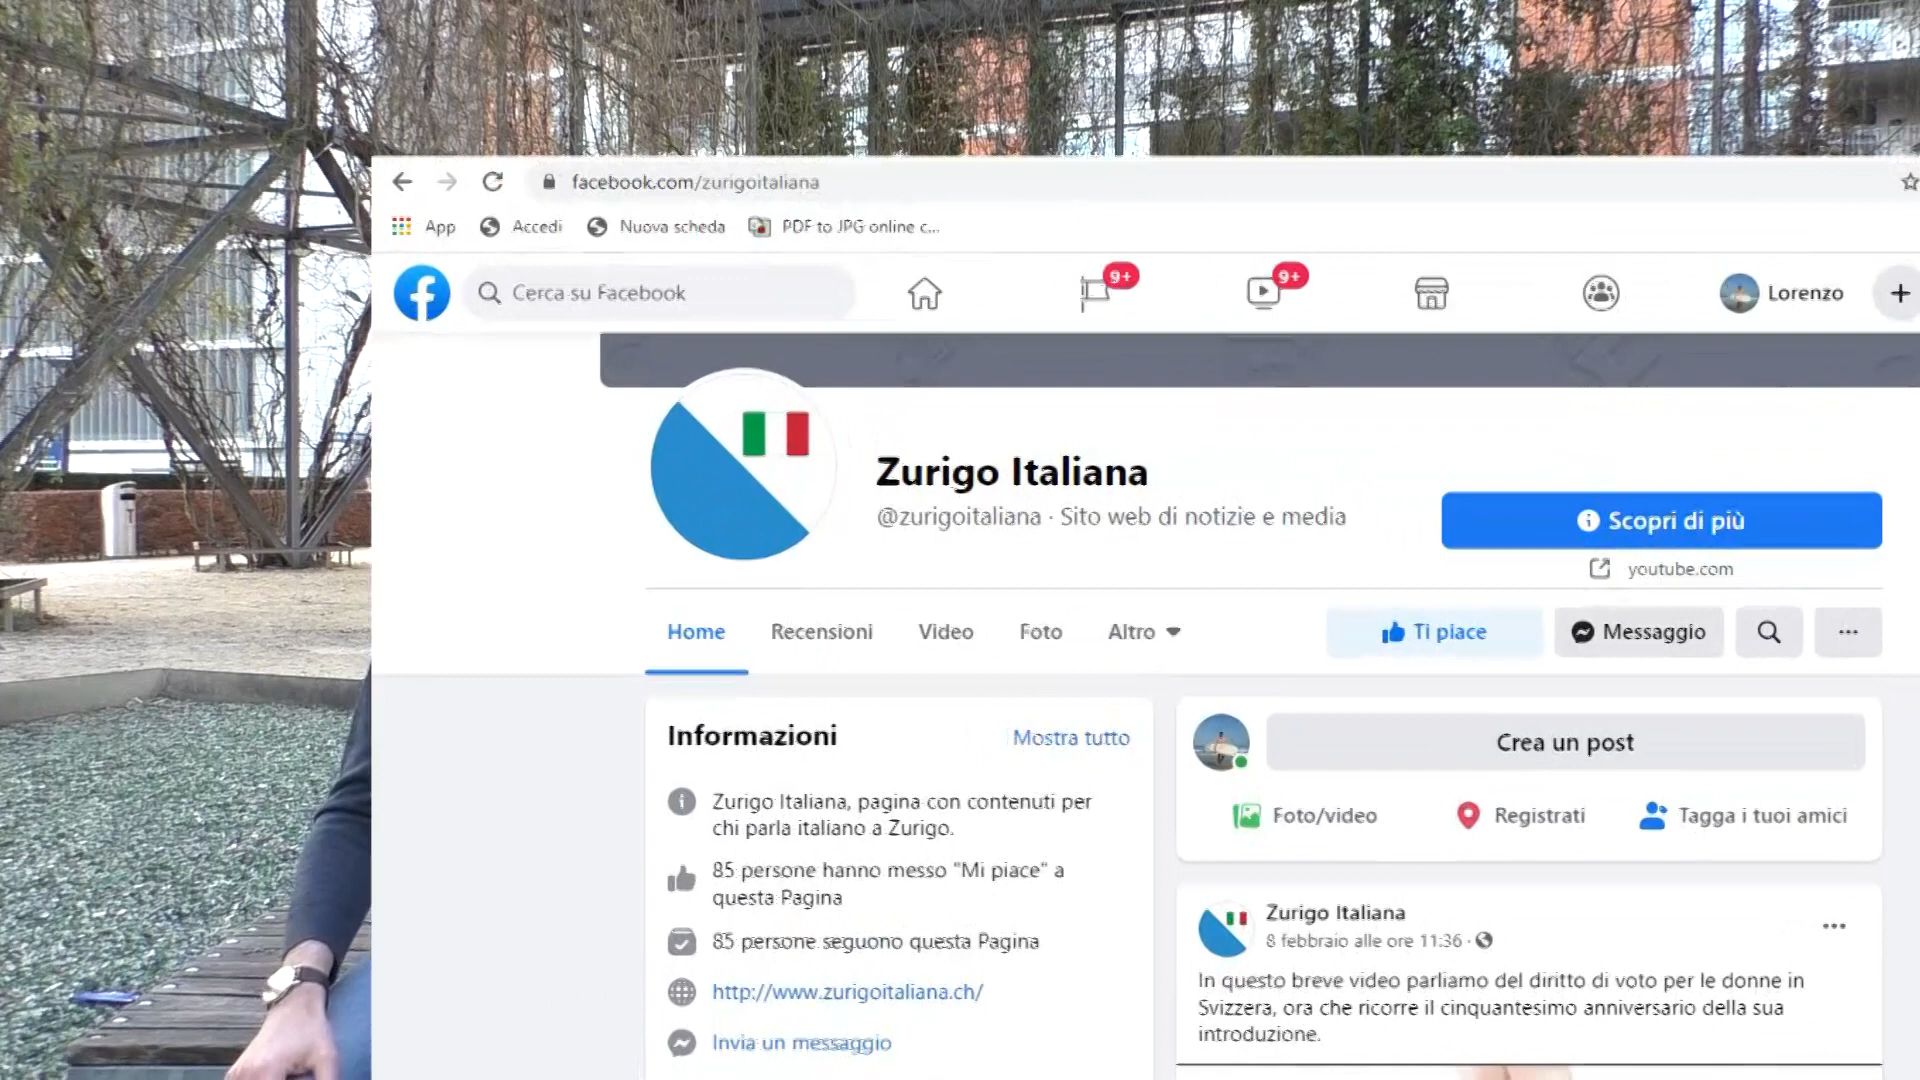 facebook.com/zurigoitaliana
App Accedi Nuova scheda PDF to JPG online c...
Cerca su Facebook
9+
9+
Lorenzo
Zurigo Italiana
@zurigoitaliana · Sito web di notizie e media
Scopri di più
youtube.com
Home Recensioni Video Foto Altro
Ti piace
Messaggio
Informazioni
Mostra tutto
Zurigo Italiana, pagina con contenuti per
chi parla italiano a Zurigo.
85 persone hanno messo "Mi piace" a
questa Pagina
85 persone seguono questa Pagina
http://www.zurigoitaliana.ch/
Invia un messaggio
Crea un post
Foto/video Registrati Tagga i tuoi amici
Zurigo Italiana
8 febbraio alle ore 11:36 ·
In questo breve video parliamo del diritto di voto per le donne in
Svizzera, ora che ricorre il cinquantesimo anniversario della sua
introduzione.